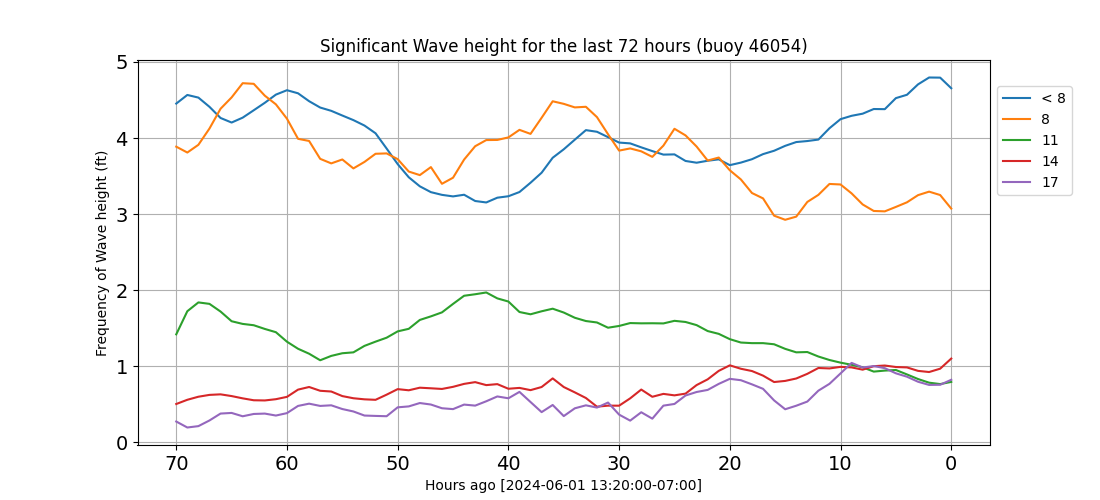 Significant Wave height for the last 72 hours (buoy 46054)
Frequency of Wave height (ft)
5
4
3
2
1
0
70 60 50 40 30 20 10 0
Hours ago [2024-06-01 13:20:00-07:00]
< 8
8
11
14
17